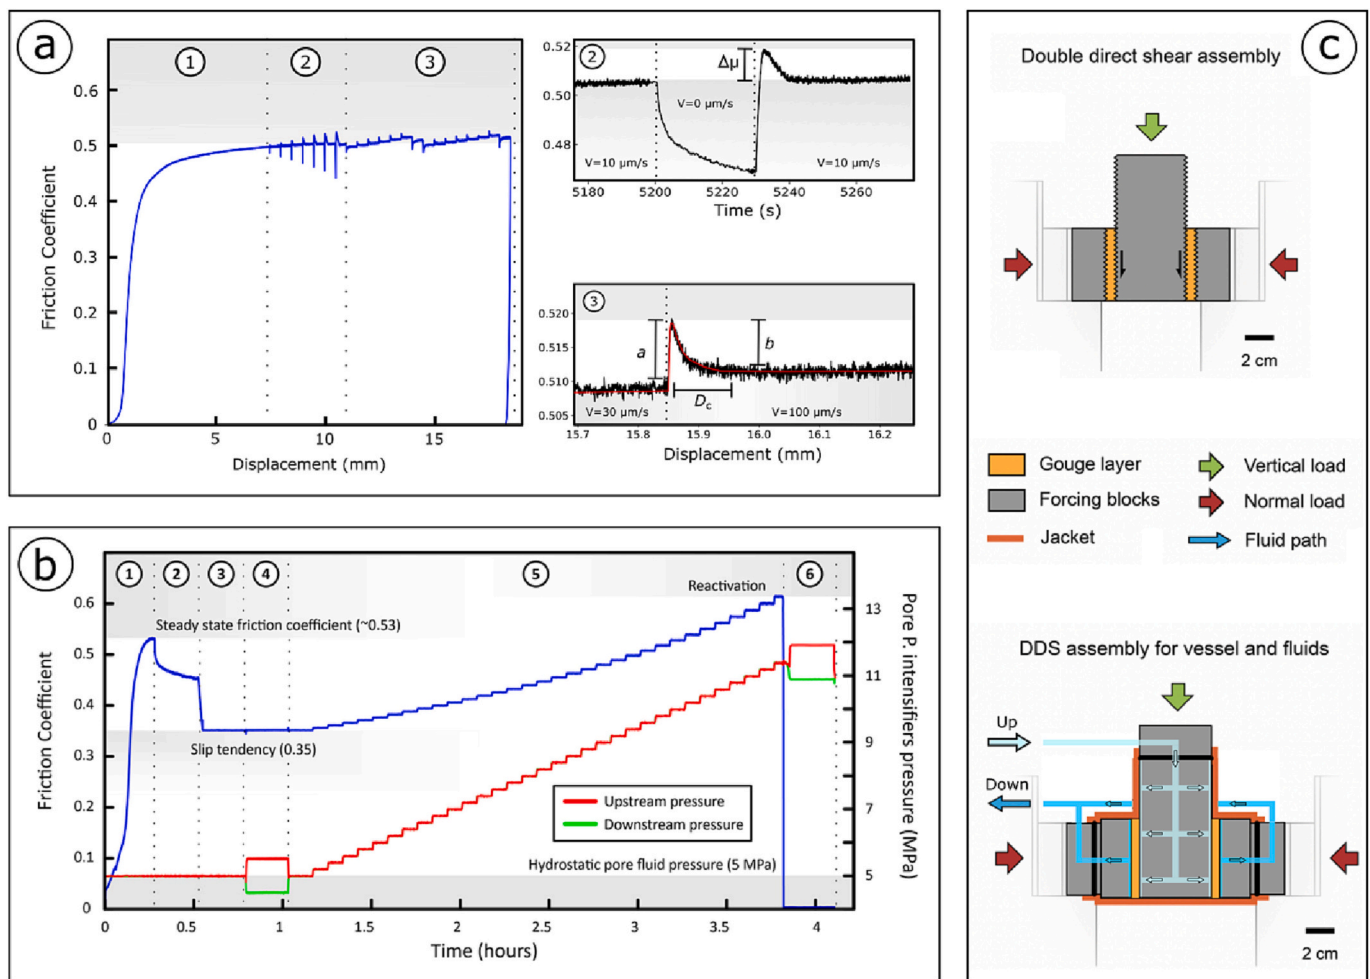 a
1
2
3
0.6
0.5
0.4
0.3
0.2
0.1
0
Friction Coefficient
0
5
10
15
Displacement (mm)
2
0.52
0.50
0.48
Δμ
V=0 μm/s
V=10 μm/s
V=10 μm/s
5180
5200
5220
5240
5260
Time (s)
3
0.520
0.515
0.510
0.505
a
b
Dc
V=30 μm/s
V=100 μm/s
15.7
15.8
15.9
16.0
16.1
16.2
Displacement (mm)
b
1
2
3
4
5
6
Reactivation
Steady state friction coefficient (~0.53)
Slip tendency (0.35)
Upstream pressure
Downstream pressure
Hydrostatic pore fluid pressure (5 MPa)
0.6
0.5
0.4
0.3
0.2
0.1
0
Friction Coefficient
13
11
9
7
5
Pore P. intensifiers pressure (MPa)
0
0.5
1
1.5
2
2.5
3
3.5
4
Time (hours)
c
Double direct shear assembly
2 cm
Gouge layer
Vertical load
Forcing blocks
Normal load
Jacket
Fluid path
DDS assembly for vessel and fluids
Up
Down
2 cm